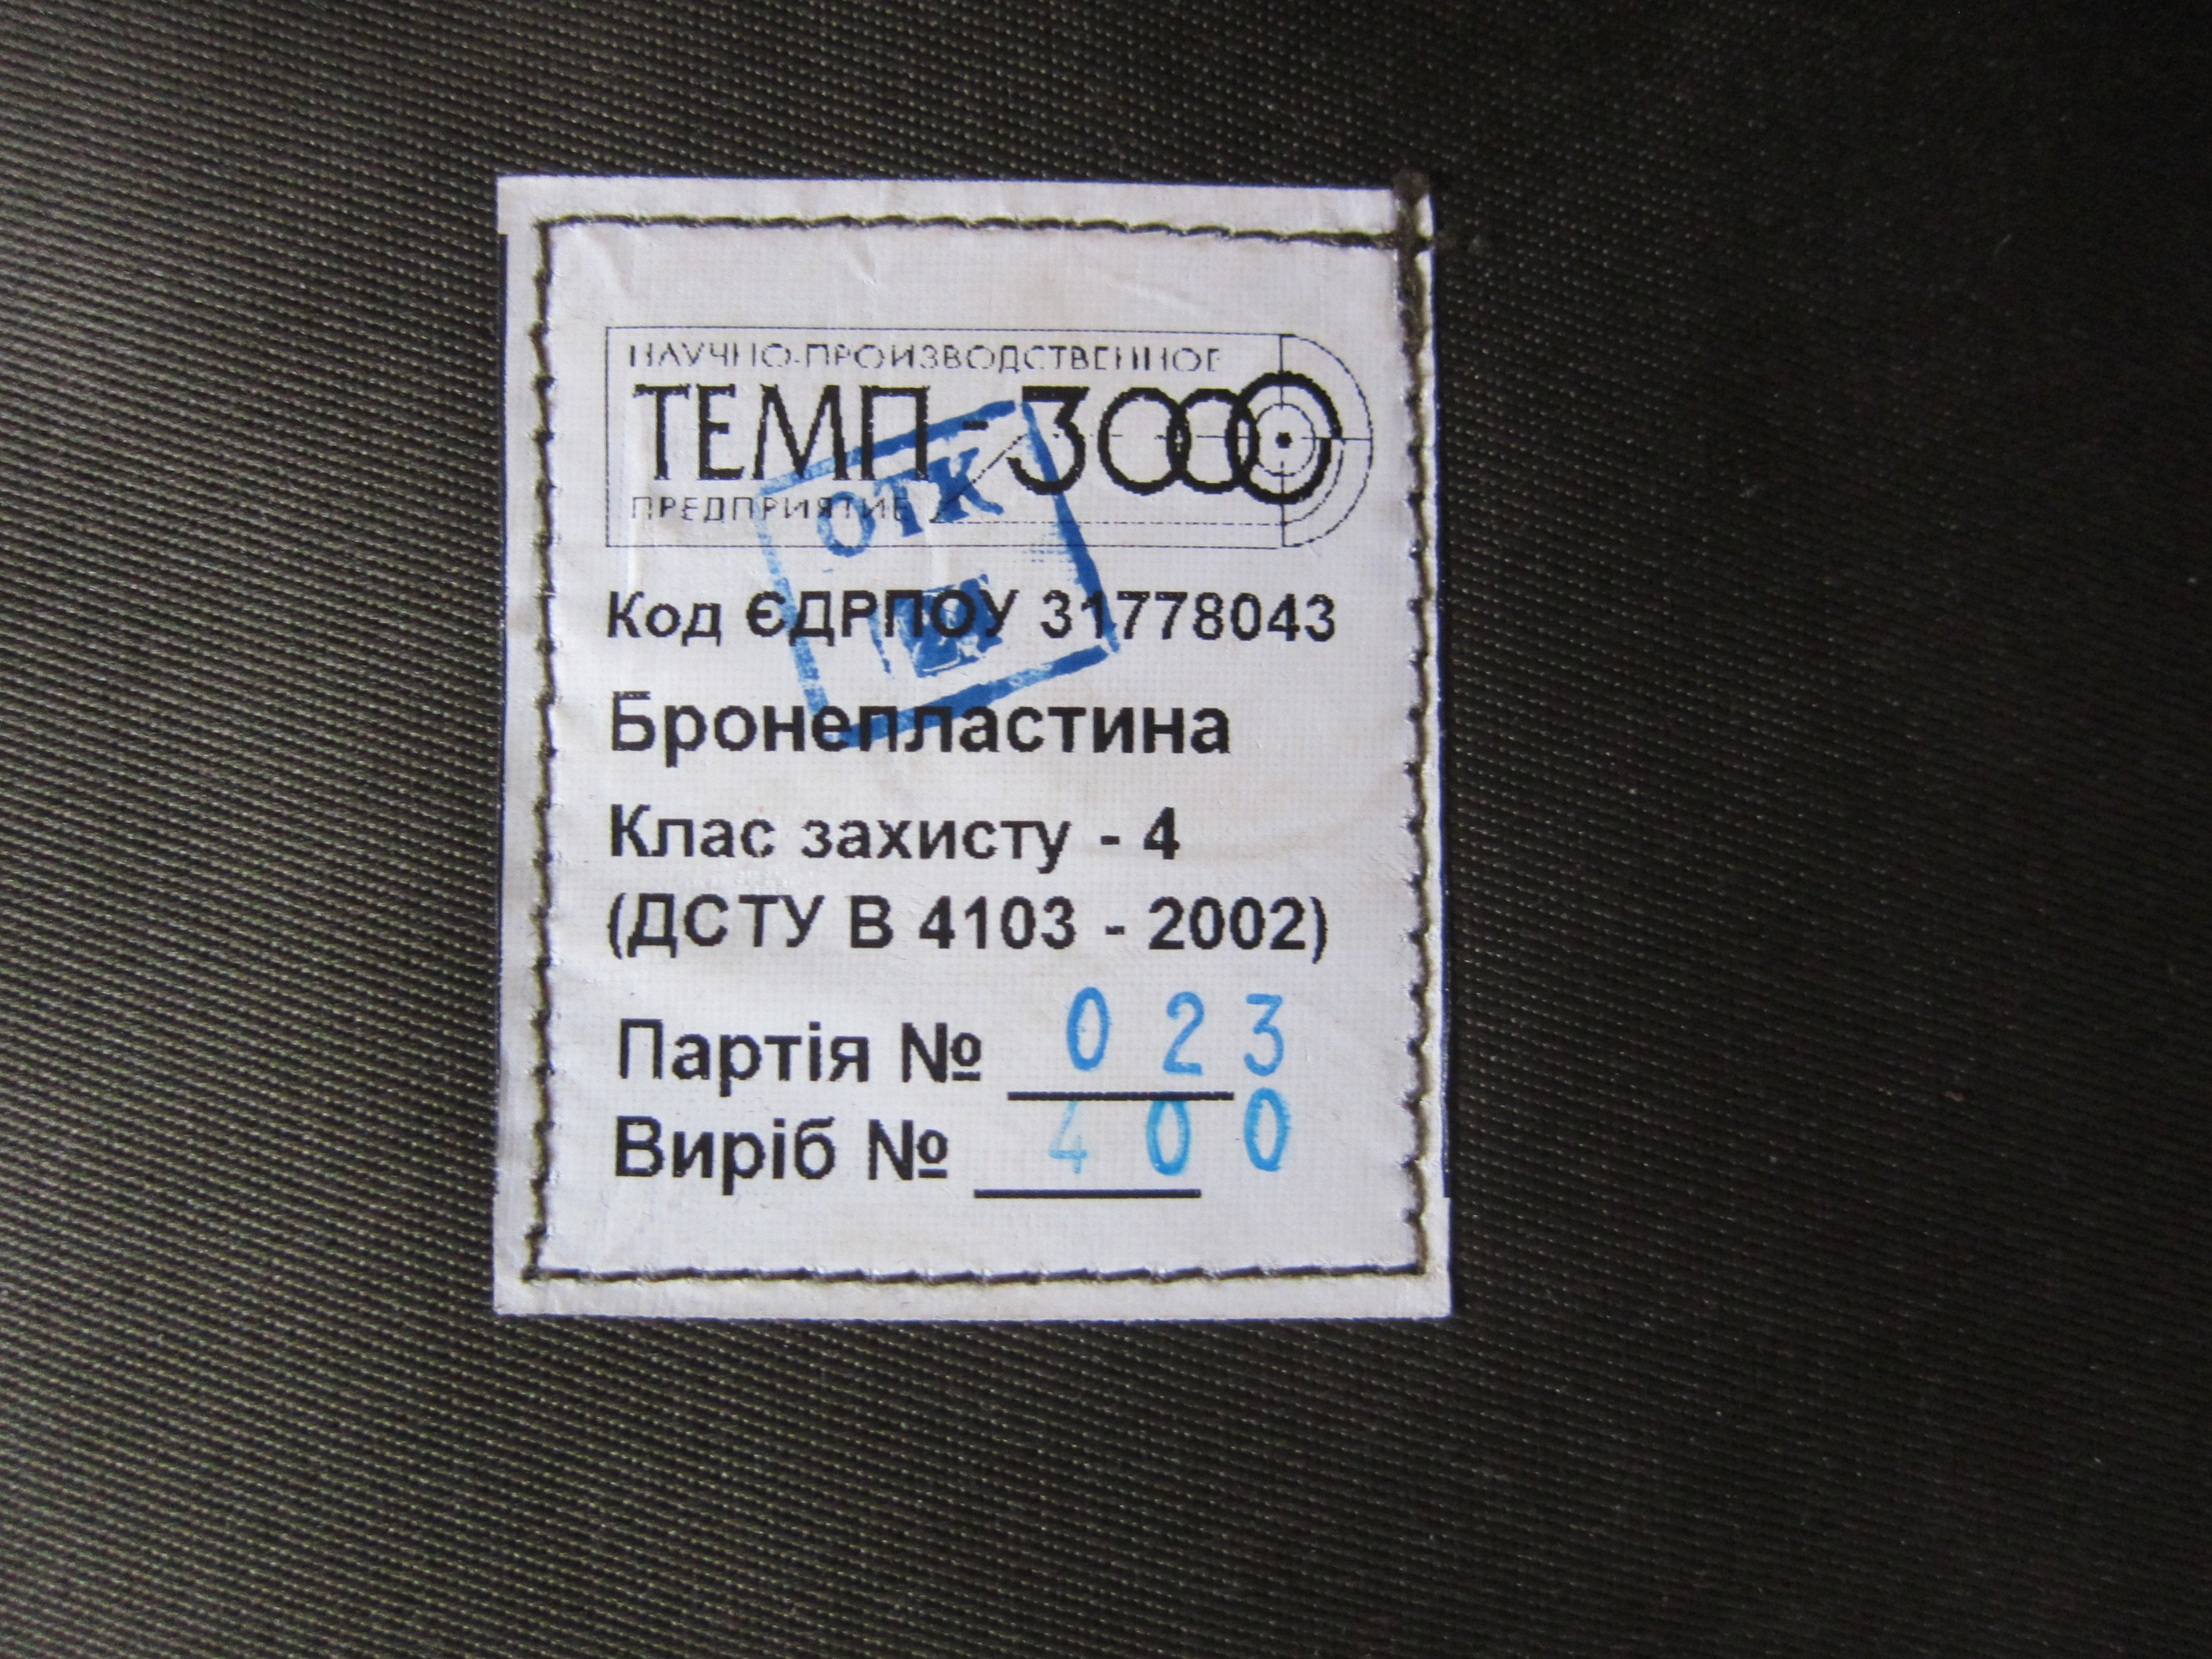 НАУЧНО-ПРОИЗВОДСТВЕННОЕ
ТЕМП - 3000
ПРЕДПРИЯТИЕ
ОТК
Код ЄДРПОУ 31778043
Бронепластина
Клас захисту - 4
(ДСТУ В 4103 - 2002)
Партія № 023
Виріб № 400